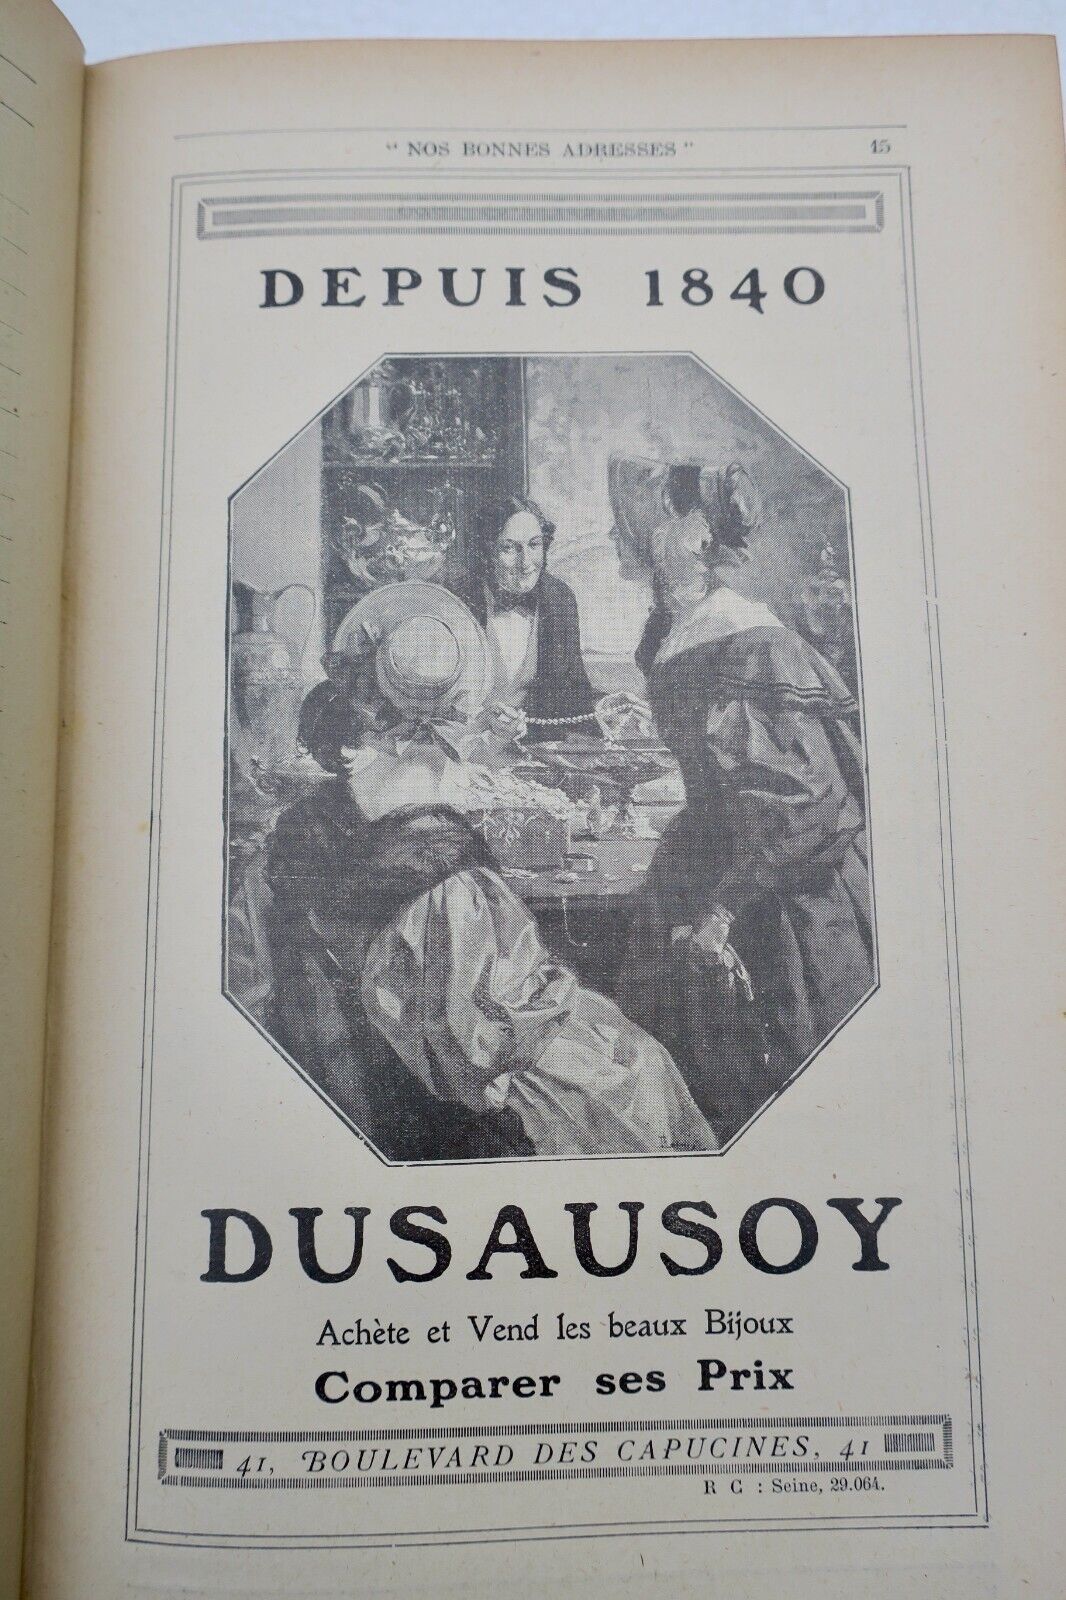 " NOS BONNES ADRESSES " 15
DEPUIS 1840
DUSAUSOY
Achète et Vend les beaux Bijoux
Comparer ses Prix
41, BOULEVARD DES CAPUCINES, 41
R C : Seine, 29.064.